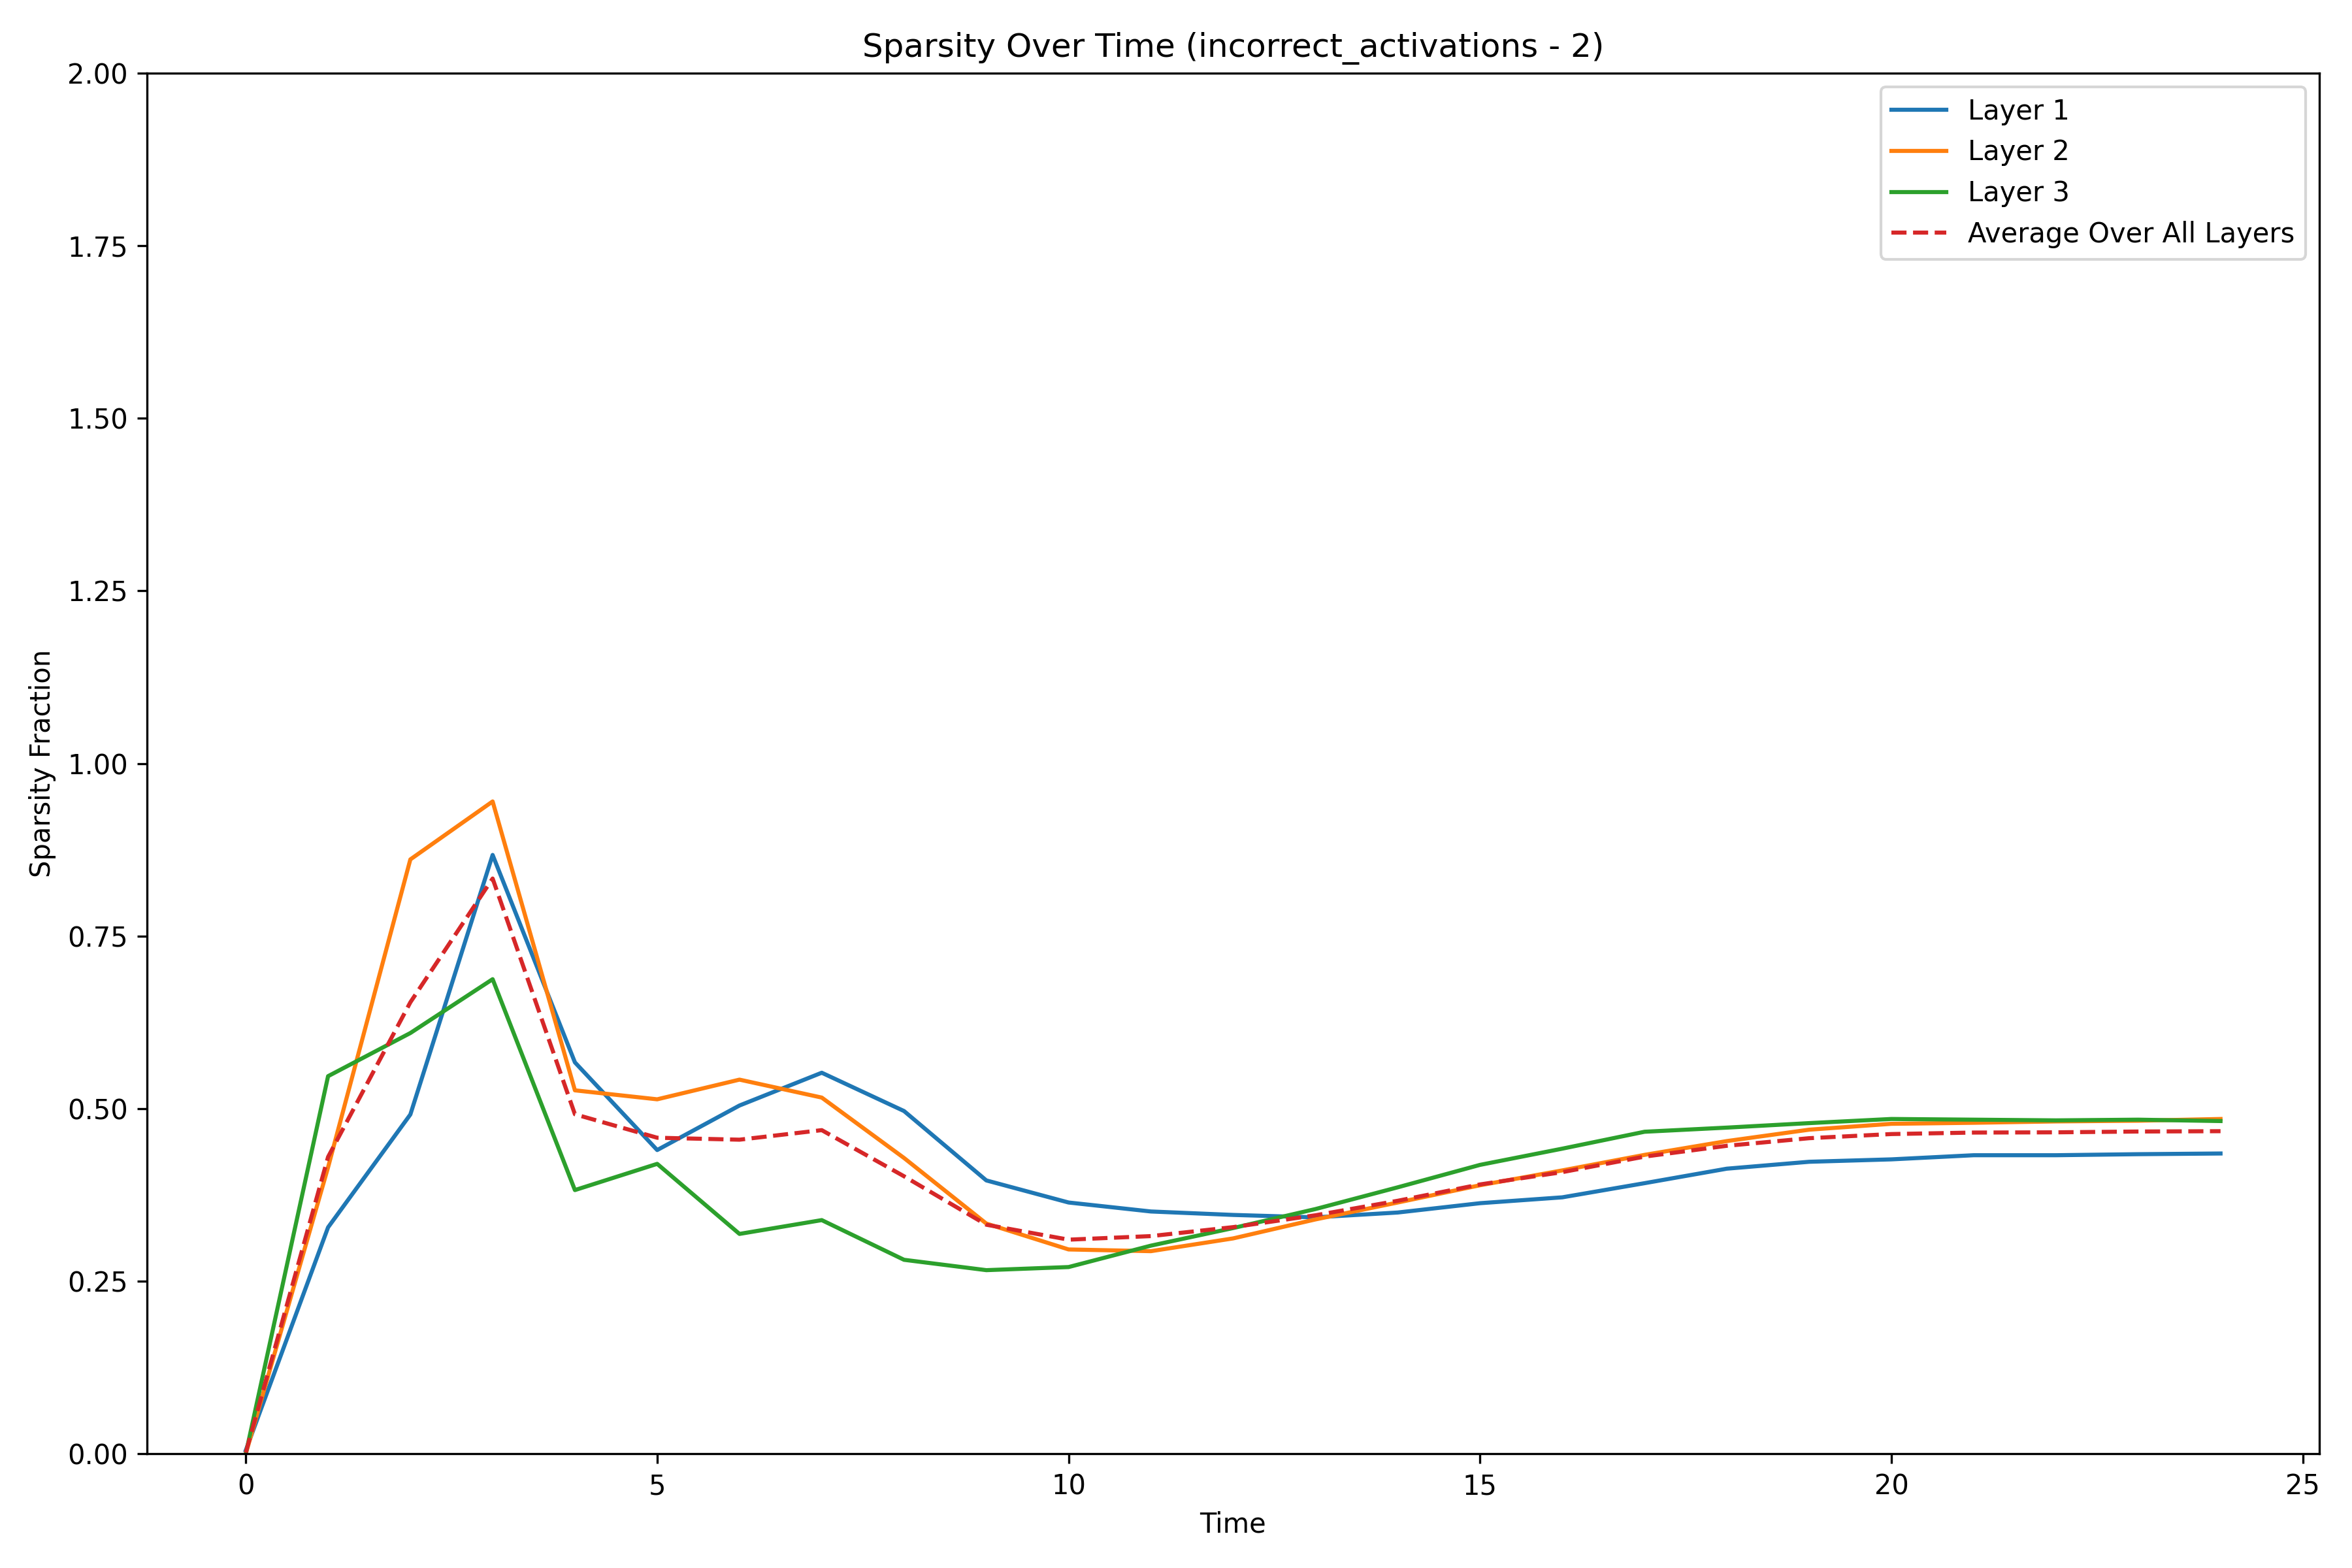 Sparsity Over Time (incorrect_activations - 2)
2.00
1.75
1.50
1.25
1.00
0.75
0.50
0.25
0.00
Sparsity Fraction
Layer 1
Layer 2
Layer 3
Average Over All Layers
0 5 10 15 20 25
Time